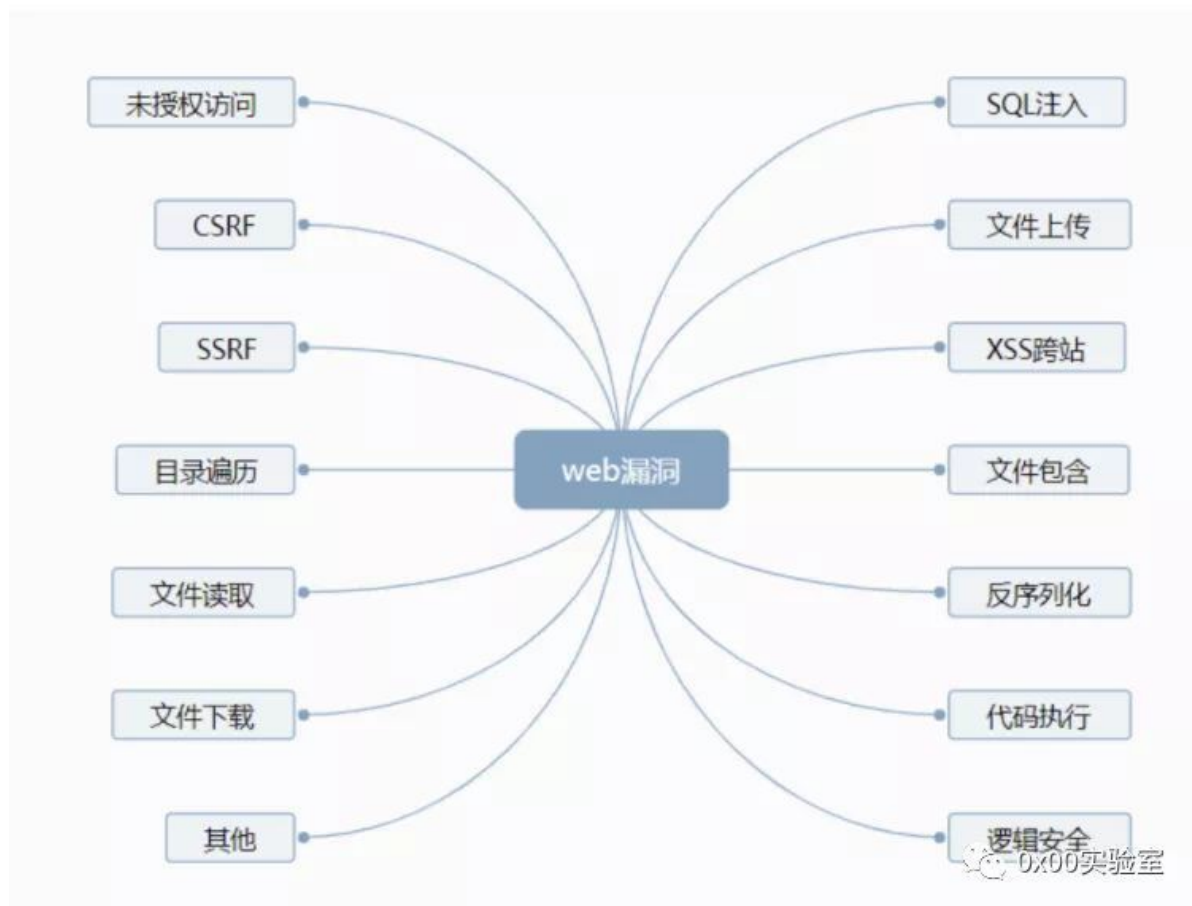 未授权访问
SQL注入
CSRF
文件上传
SSRF
XSS跨站
目录遍历
web漏洞
文件包含
文件读取
反序列化
文件下载
代码执行
其他
逻辑安全
0x00实验室